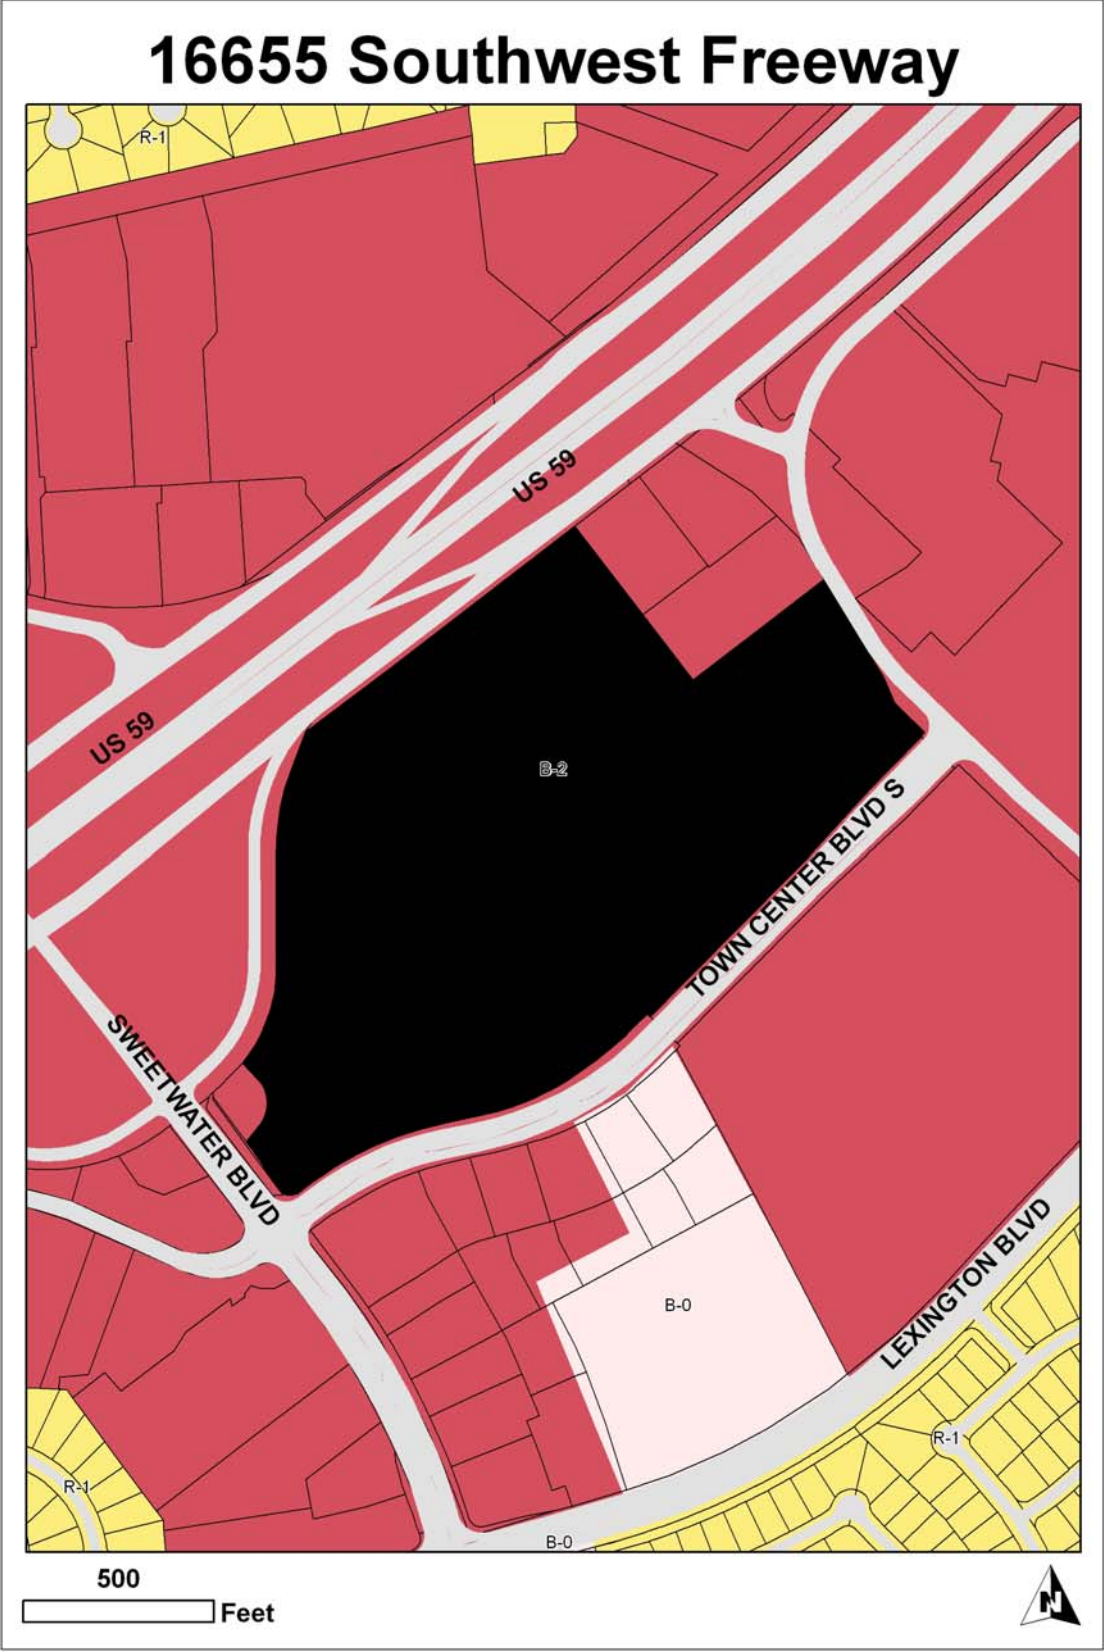 16655 Southwest Freeway
R-1
US 59
US 59
B-2
TOWN CENTER BLVD S
SWEETWATER BLVD
LEXINGTON BLVD
B-0
R-1
R-1
B-0
500
Feet
N